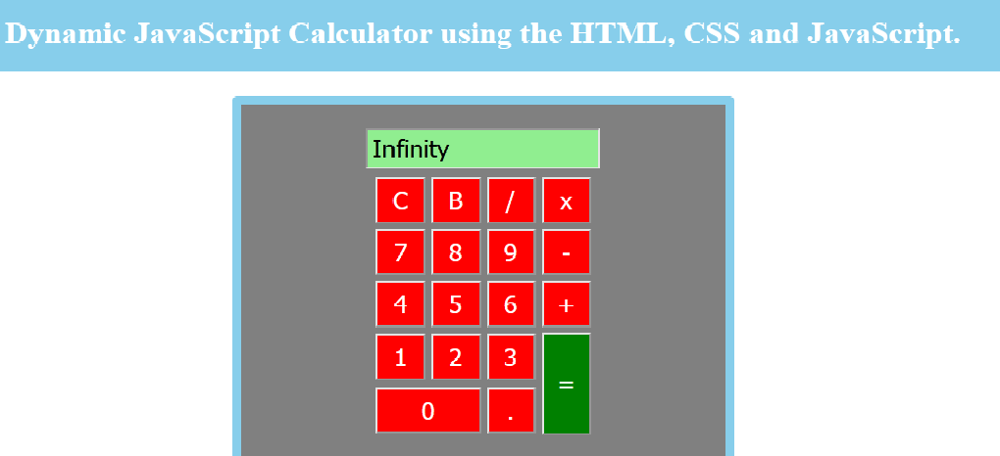 Dynamic JavaScript Calculator using the HTML, CSS and JavaScript.
Infinity
C B / x
7 8 9 -
4 5 6 +
1 2 3 =
0 .